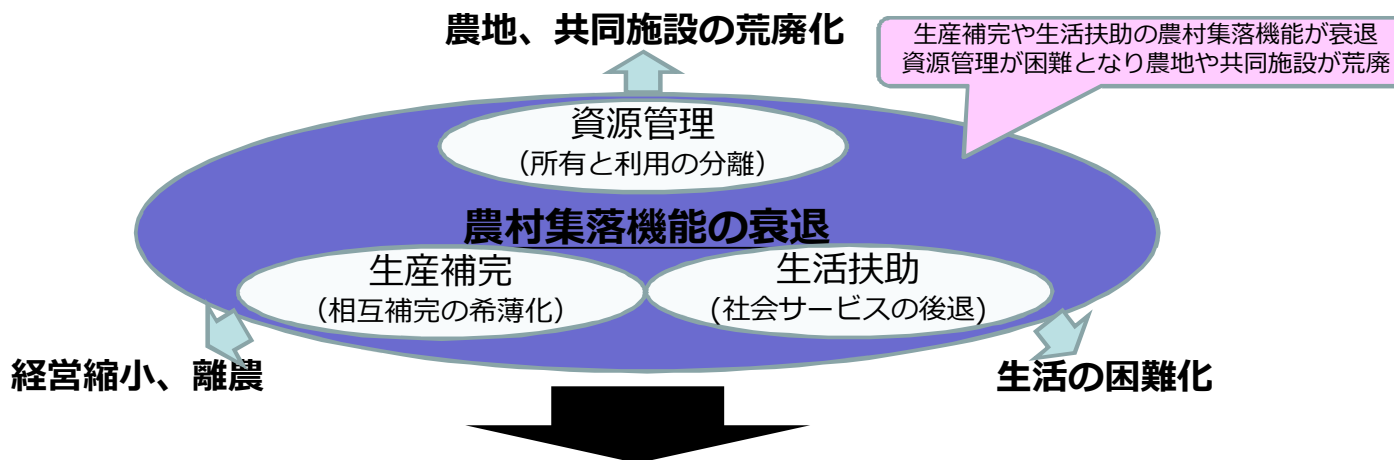 農地、共同施設の荒廃化
生産補完や生活扶助の農村集落機能が衰退
資源管理が困難となり農地や共同施設が荒廃
資源管理
（所有と利用の分離）
農村集落機能の衰退
生産補完
（相互補完の希薄化）
生活扶助
(社会サービスの後退)
経営縮小、離農
生活の困難化